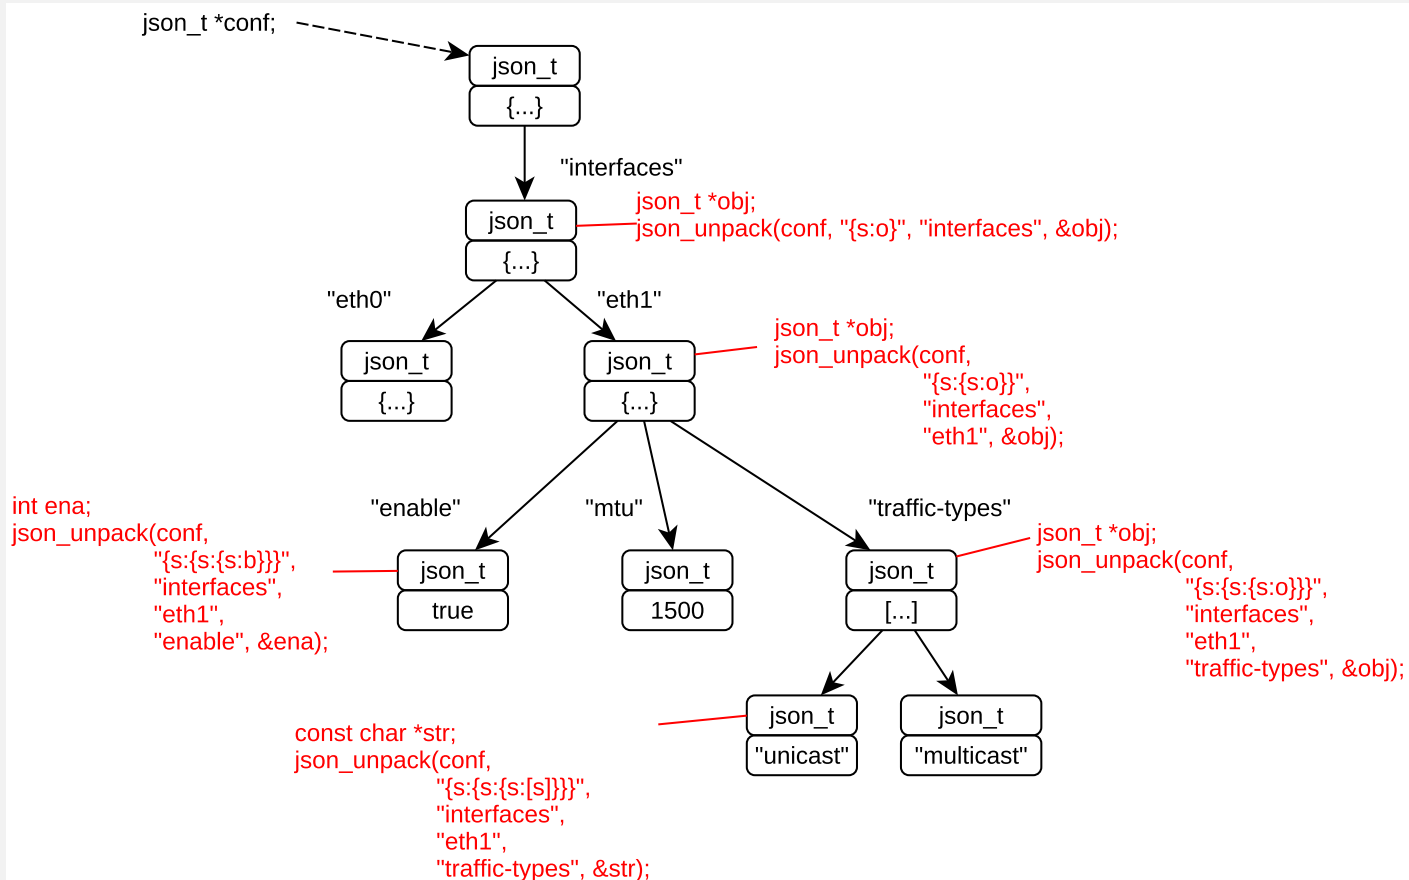 json_t *conf;
json_t
{...}
"interfaces"
json_t
{...}
json_t *obj;
json_unpack(conf, "{s:o}", "interfaces", &obj);
"eth0"
"eth1"
json_t
{...}
json_t
{...}
json_t *obj;
json_unpack(conf,
"{s:{s:o}}",
"interfaces",
"eth1", &obj);
"enable"
"mtu"
"traffic-types"
int ena;
json_unpack(conf,
"{s:{s:{s:b}}}",
"interfaces",
"eth1",
"enable", &ena);
json_t
true
json_t
1500
json_t
[...]
json_t *obj;
json_unpack(conf,
"{s:{s:{s:o}}}",
"interfaces",
"eth1",
"traffic-types", &obj);
json_t
"unicast"
json_t
"multicast"
const char *str;
json_unpack(conf,
"{s:{s:{s:[s]}}}",
"interfaces",
"eth1",
"traffic-types", &str);